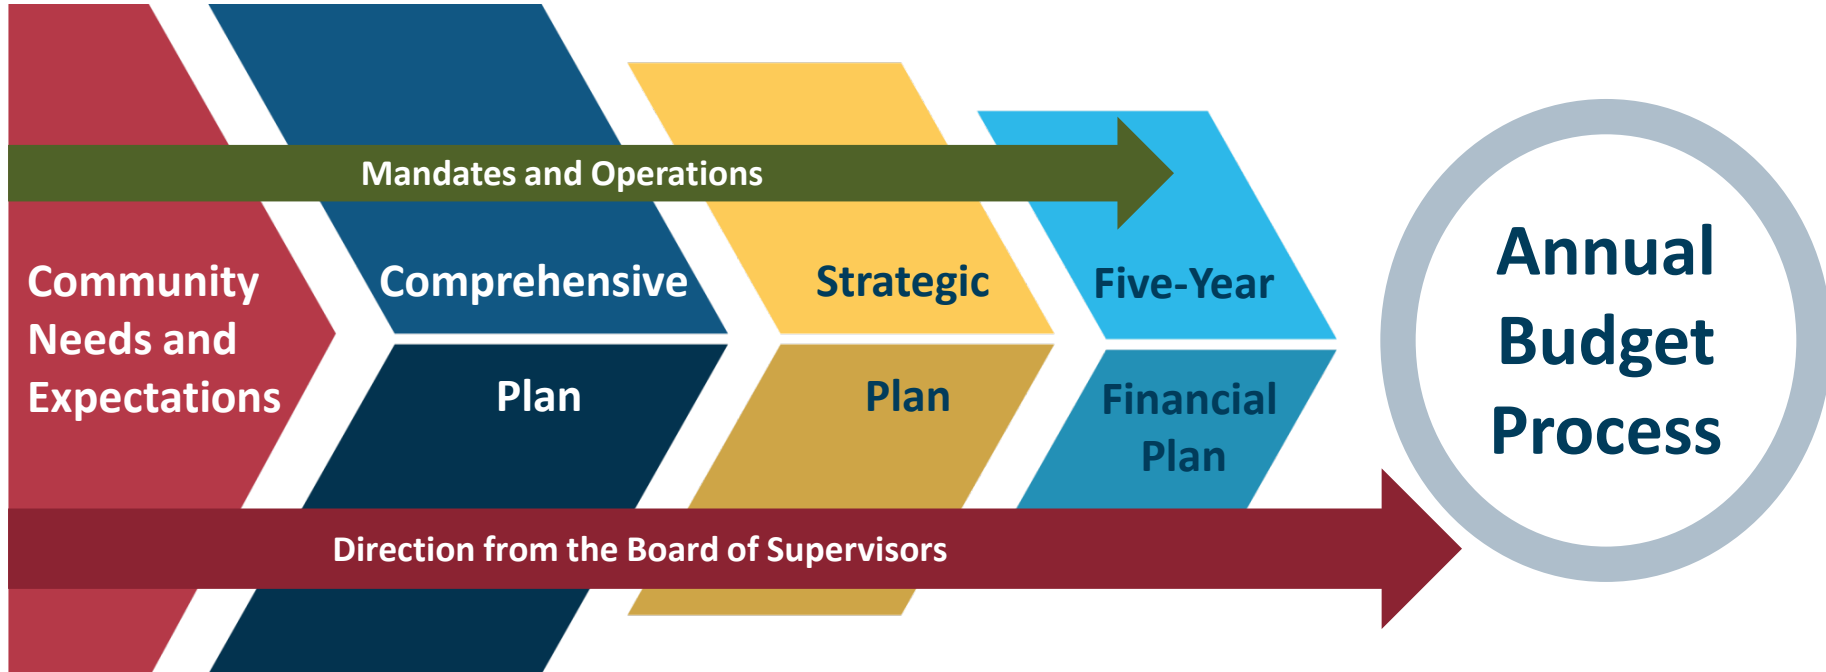 Mandates and Operations
Community
Needs and
Expectations
Comprehensive
Plan
Strategic
Plan
Five-Year
Financial
Plan
Annual
Budget
Process
Direction from the Board of Supervisors